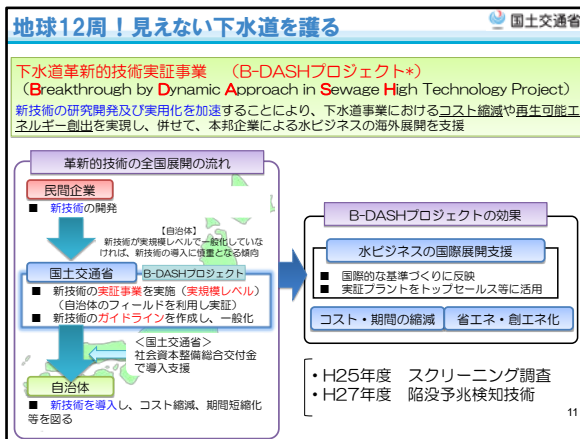 地球12周！見えない下水道を護る
国土交通省
下水道革新的技術実証事業　（B-DASHプロジェクト*）
（Breakthrough by Dynamic Approach in Sewage High Technology Project）
新技術の研究開発及び実用化を加速することにより、下水道事業におけるコスト縮減や再生可能エ
ネルギー創出を実現し、併せて、本邦企業による水ビジネスの海外展開を支援
革新的技術の全国展開の流れ
民間企業
■ 新技術の開発
【自治体】
新技術が実規模レベルで一般化していな
ければ、新技術の導入に慎重となる傾向
国土交通省
B-DASHプロジェクト
■ 新技術の実証事業を実施（実規模レベル）
（自治体のフィールドを利用し実証）
■ 新技術のガイドラインを作成し、一般化
＜国土交通省＞
社会資本整備総合交付金
で導入支援
自治体
■ 新技術を導入し、コスト縮減、期間短縮化
等を図る
B-DASHプロジェクトの効果
水ビジネスの国際展開支援
■ 国際的な基準づくりに反映
■ 実証プラントをトップセールス等に活用
コスト・期間の縮減
省エネ・創エネ化
・H25年度　スクリーニング調査
・H27年度　陥没予兆検知技術
11